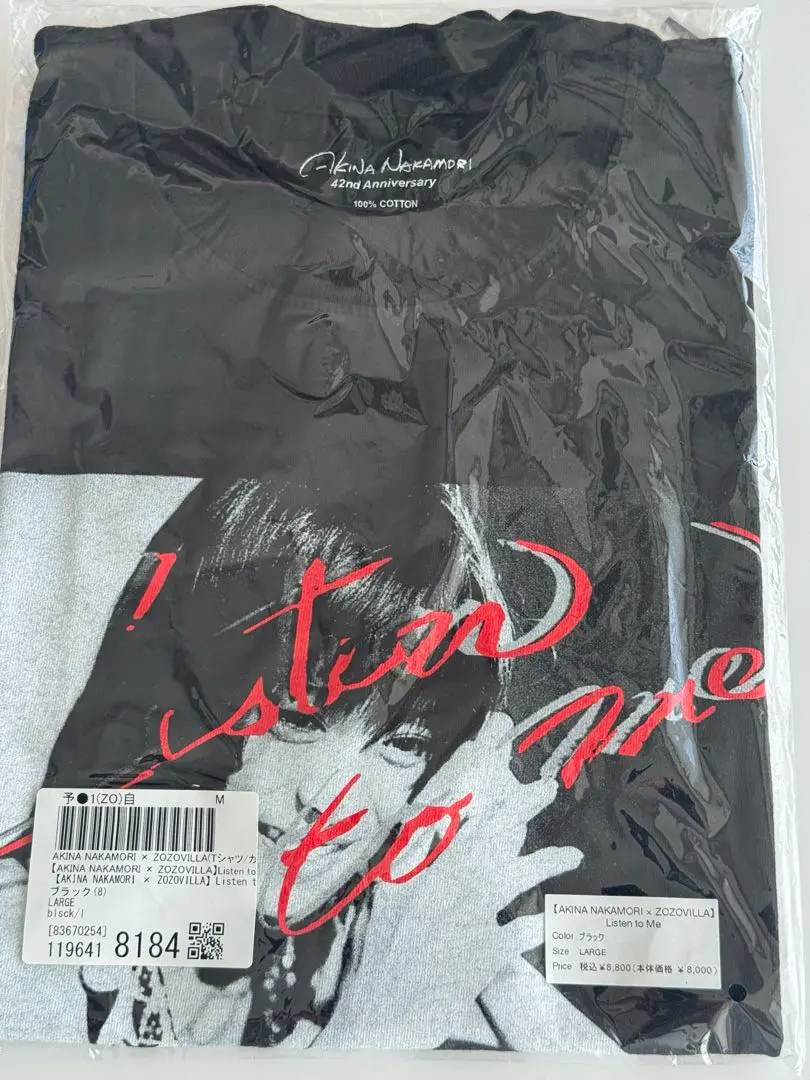 AKINA NAKAMORI
42nd Anniversary
100% COTTON
Listen
to
me
予●1(ZO)自 M
AKINA NAKAMORI × ZOZOVILLA(Tシャツ/カ
【AKINA NAKAMORI × ZOZOVILLA】Listen to
【AKINA NAKAMORI × ZOZOVILLA】Listen t
ブラック(8)
LARGE
blsck/l
[83670254]
119641 8184
【AKINA NAKAMORI × ZOZOVILLA】
Listen to Me
Color ブラック
Size LARGE
Price 税込¥8,800(本体価格 ¥8,000)